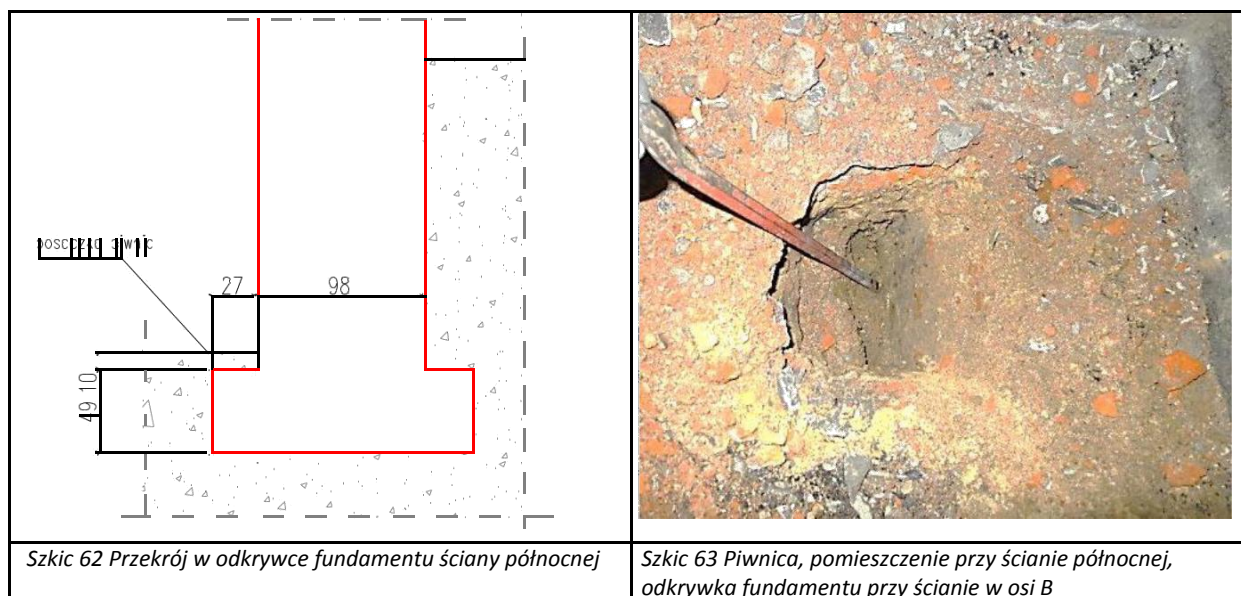 27
98
49 10
Szkic 62 Przekrój w odkrywce fundamentu ściany północnej
Szkic 63 Piwnica, pomieszczenie przy ścianie północnej,
odkrywka fundamentu przy ścianie w osi B